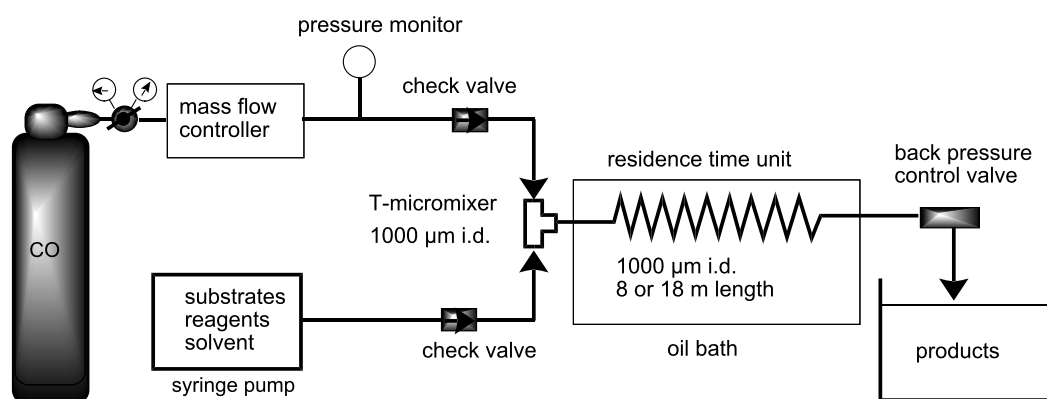 pressure monitor
check valve
mass flow
controller
CO
T-micromixer
1000 µm i.d.
residence time unit
back pressure
control valve
1000 µm i.d.
8 or 18 m length
substrates
reagents
solvent
check valve
oil bath
products
syringe pump